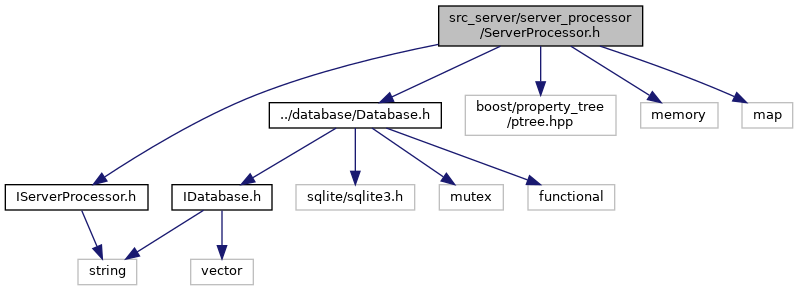 src_server/server_processor
/ServerProcessor.h
../database/Database.h
boost/property_tree
/ptree.hpp
memory
map
IServerProcessor.h
IDatabase.h
sqlite/sqlite3.h
mutex
functional
string
vector